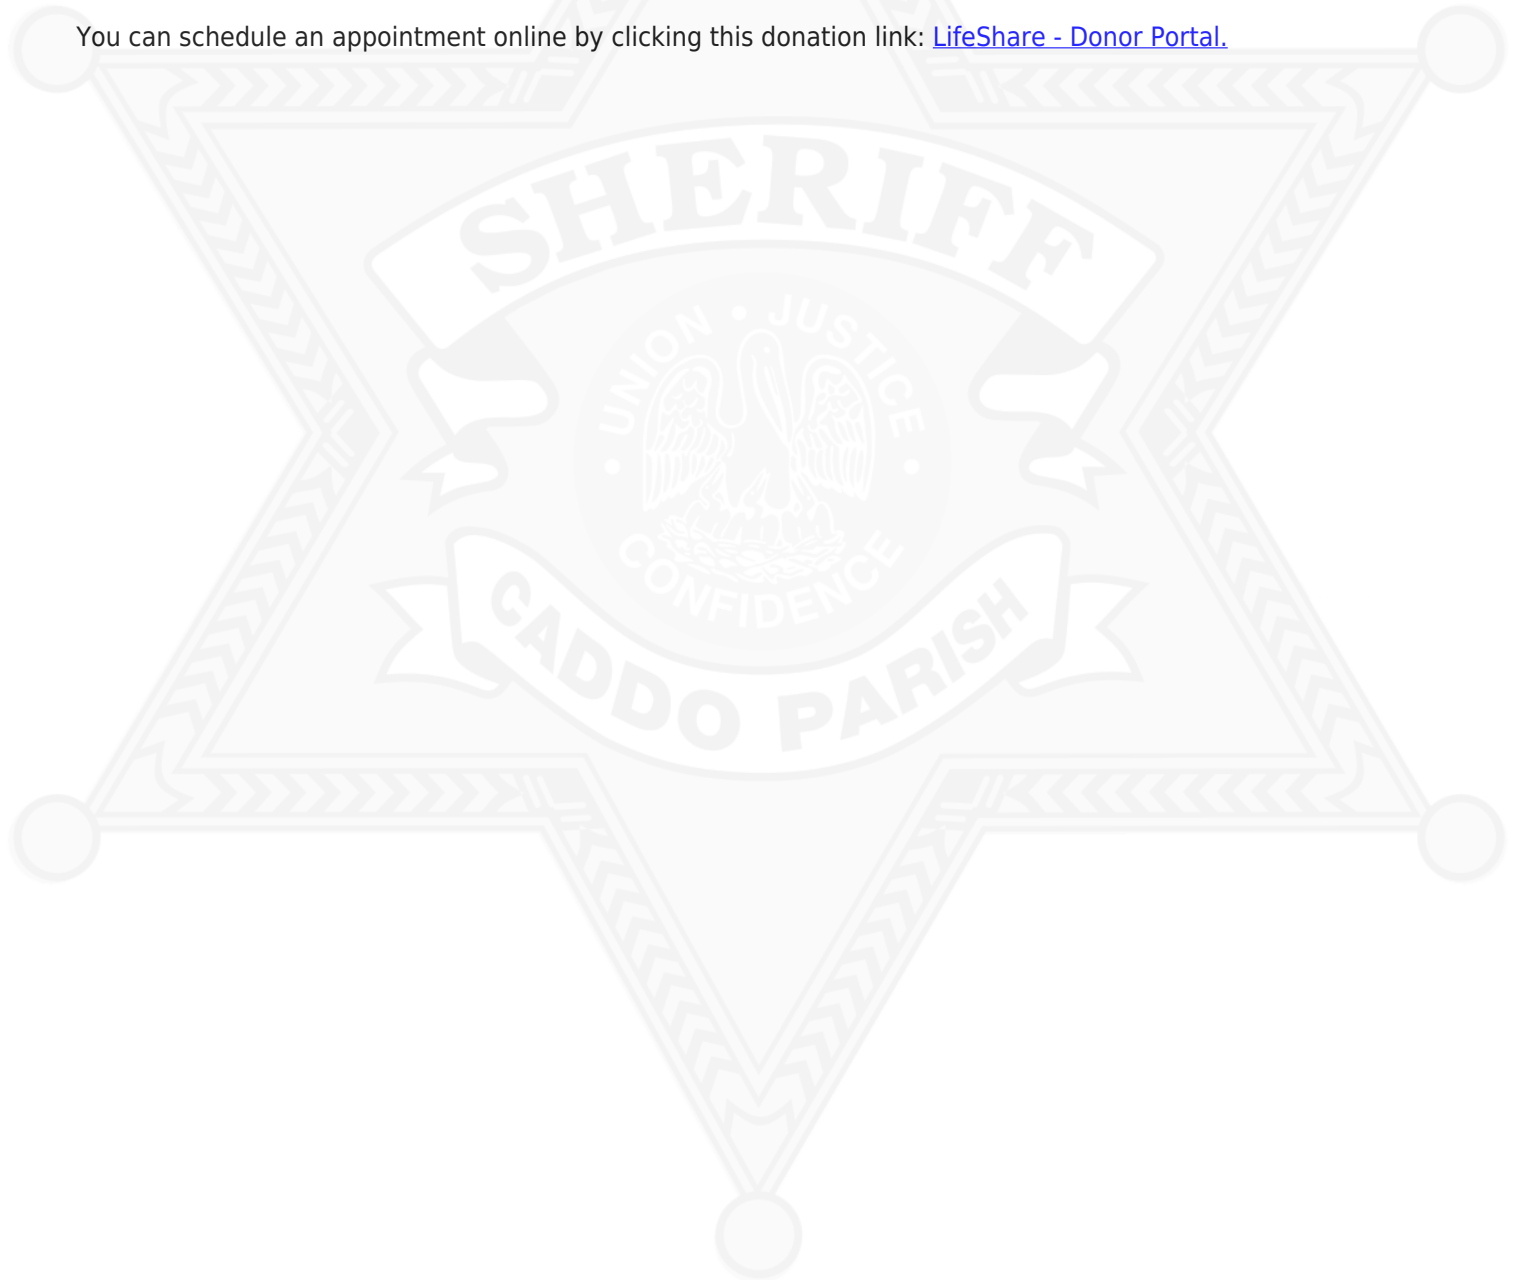 You can schedule an appointment online by clicking this donation link: LifeShare - Donor Portal.
SHERIFF
UNION • JUSTICE
• CONFIDENCE •
CADDO PARISH